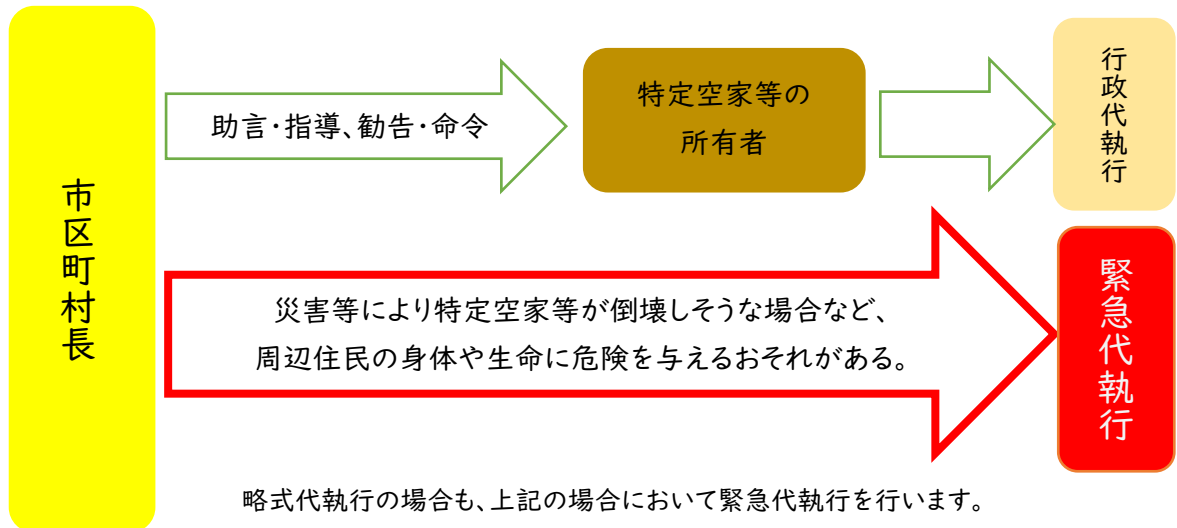 市区町村長
助言・指導、勧告・命令
特定空家等の
所有者
行政代執行
災害等により特定空家等が倒壊しそうな場合など、
周辺住民の身体や生命に危険を与えるおそれがある。
緊急代執行
略式代執行の場合も、上記の場合において緊急代執行を行います。